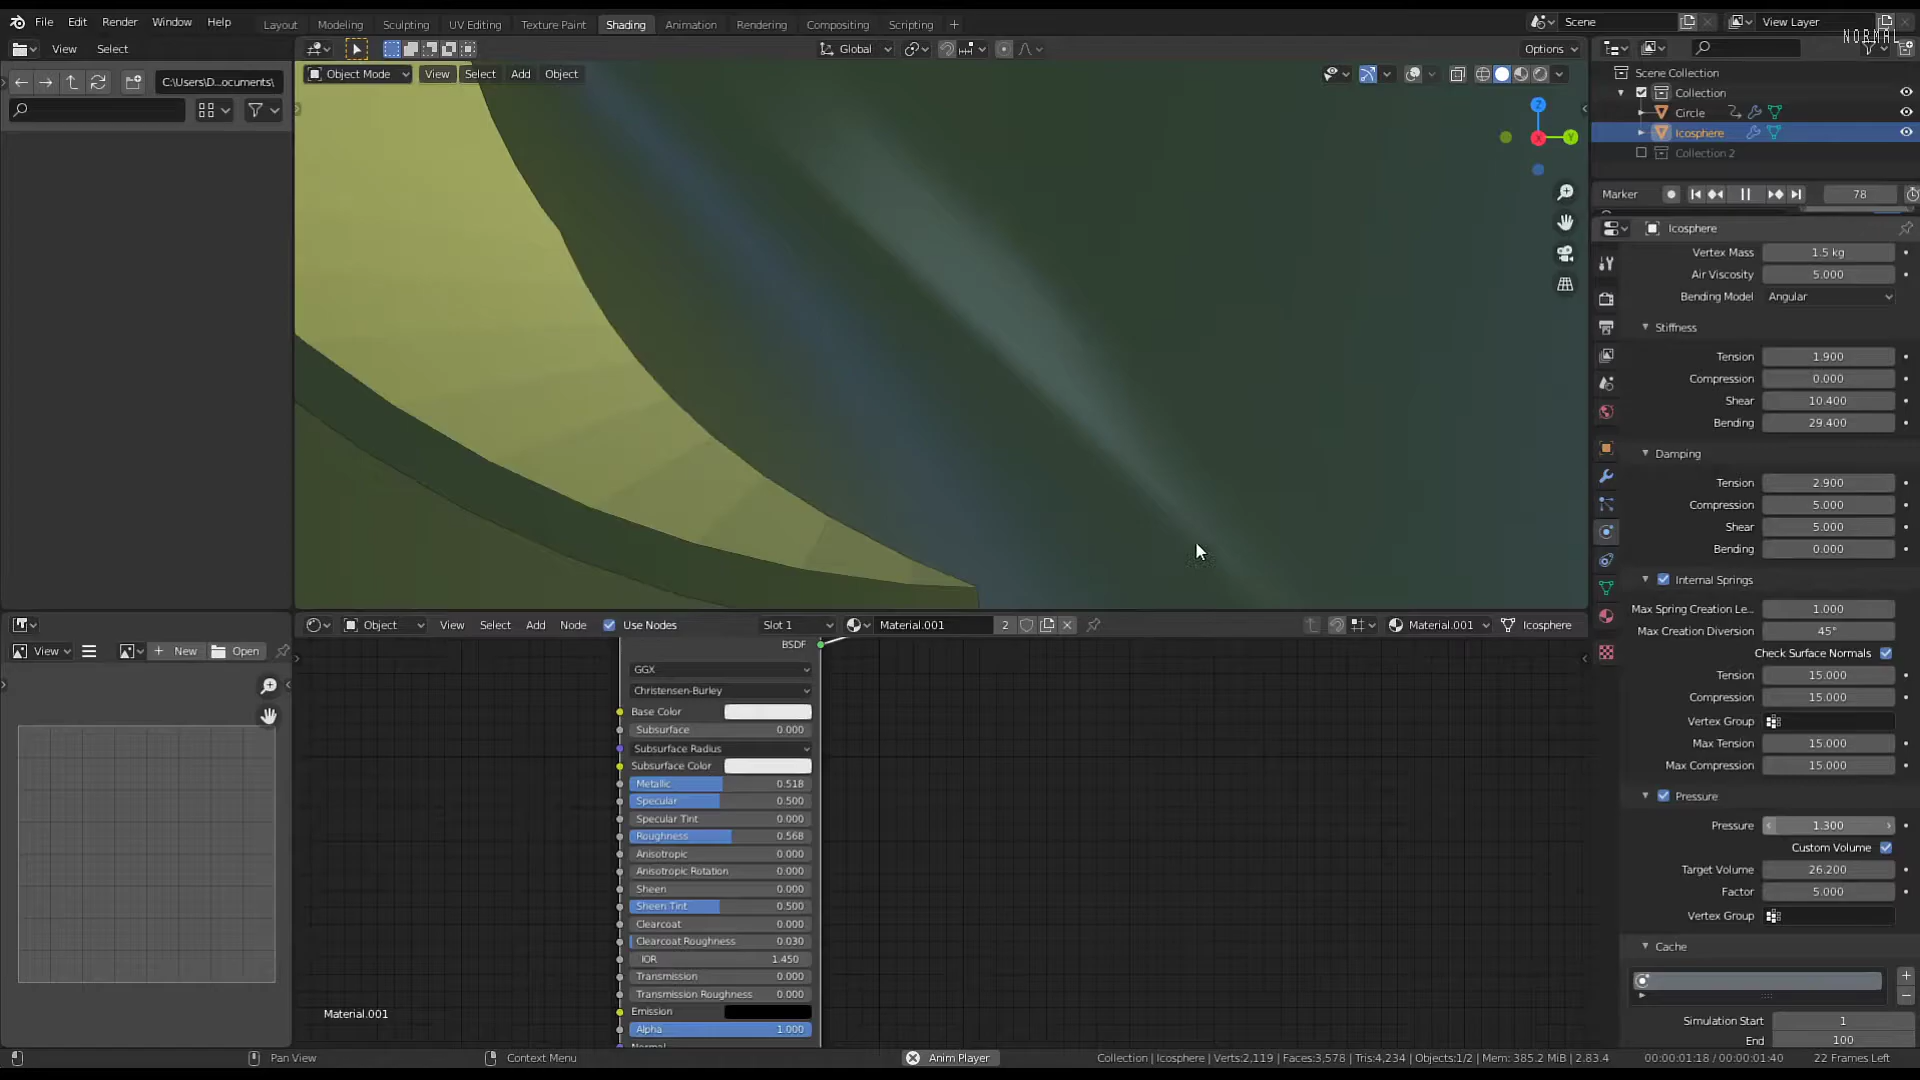 File Edit Render Window Help
Layout Modeling Sculpting UV Editing Texture Paint Shading Animation Rendering Compositing Scripting +
Scene
View Layer
NORMAL
View Select
Global
Options
C:\Users\D...ocuments\
Object Mode View Select Add Object
Z
Y
X
Scene Collection
Collection
Circle
Icosphere
Collection 2
Marker
78
Icosphere
Vertex Mass 1.5 kg
Air Viscosity 5.000
Bending Model Angular
Stiffness
Tension 1.900
Compression 0.000
Shear 10.400
Bending 29.400
Damping
Tension 2.900
Compression 5.000
Shear 5.000
Bending 0.000
Internal Springs
Max Spring Creation Le... 1.000
Max Creation Diversion 45°
Check Surface Normals
Tension 15.000
Compression 15.000
Vertex Group
Max Tension 15.000
Max Compression 15.000
Pressure
Pressure 1.300
Custom Volume
Target Volume 26.200
Factor 5.000
Vertex Group
Cache
Simulation Start 1
End 100
View
New
Open
Object View Select Add Node Use Nodes Slot 1 Material.001 2
Material.001 Icosphere
BSDF
GGX
Christensen-Burley
Base Color
Subsurface 0.000
Subsurface Radius
Subsurface Color
Metallic 0.518
Specular 0.500
Specular Tint 0.000
Roughness 0.568
Anisotropic 0.000
Anisotropic Rotation 0.000
Sheen 0.000
Sheen Tint 0.500
Clearcoat 0.000
Clearcoat Roughness 0.030
IOR 1.450
Transmission 0.000
Transmission Roughness 0.000
Emission
Alpha 1.000
Normal
Material.001
Pan View
Context Menu
Anim Player
Collection | Icosphere | Verts:2,119 | Faces:3,578 | Tris:4,234 | Objects:1/2 | Mem: 385.2 MiB | 2.83.4
00:00:01:18 / 00:00:01:40
22 Frames Left